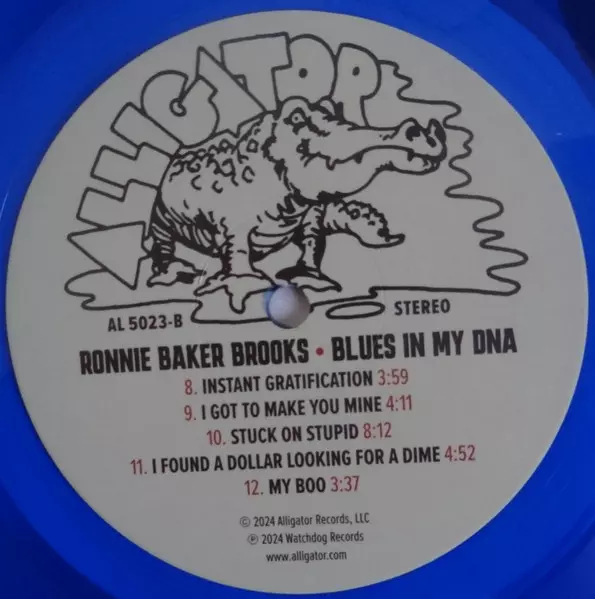 ALLIGATOR
AL 5023-B
STEREO
RONNIE BAKER BROOKS • BLUES IN MY DNA
8. INSTANT GRATIFICATION 3:59
9. I GOT TO MAKE YOU MINE 4:11
10. STUCK ON STUPID 8:12
11. I FOUND A DOLLAR LOOKING FOR A DIME 4:52
12. MY BOO 3:37
© 2024 Alligator Records, LLC
℗ 2024 Watchdog Records
www.alligator.com